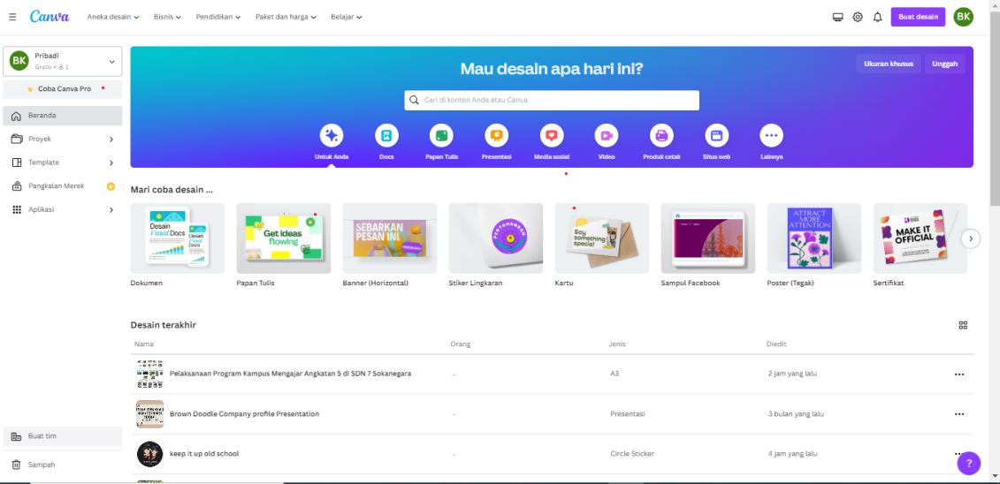 Canva
Aneka desain
Bisnis
Pendidikan
Paket dan harga
Belajar
Buat desain
BK
BK
Pribadi
Gratis • 1
Coba Canva Pro
Beranda
Proyek
Template
Pangkalan Merek
Aplikasi
Buat tim
Sampah
Mau desain apa hari ini?
Ukuran khusus
Unggah
Cari di konten Anda atau Canva
Untuk Anda
Docs
Papan Tulis
Presentasi
Media sosial
Video
Produk cetak
Situs web
Lainnya
Mari coba desain ...
Desain
Visual Docs
Desain
Visual
Docs
Get ideas
flowing
SEBARKAN
PESAN INI
PERTUMBUHAN
Say
something
special
ATTRACT
MORE
ATTENTION
MAKE IT
OFFICIAL
Dokumen
Papan Tulis
Banner (Horizontal)
Stiker Lingkaran
Kartu
Sampul Facebook
Poster (Tegak)
Sertifikat
Desain terakhir
Nama
Orang
Jenis
Diedit
Pelaksanaan Program Kampus Mengajar Angkatan 5 di SDN 7 Sokanegara
–
A3
2 jam yang lalu
Brown Doodle Company profile Presentation
–
Presentasi
3 bulan yang lalu
keep it up old school
–
Circle Sticker
4 jam yang lalu
?